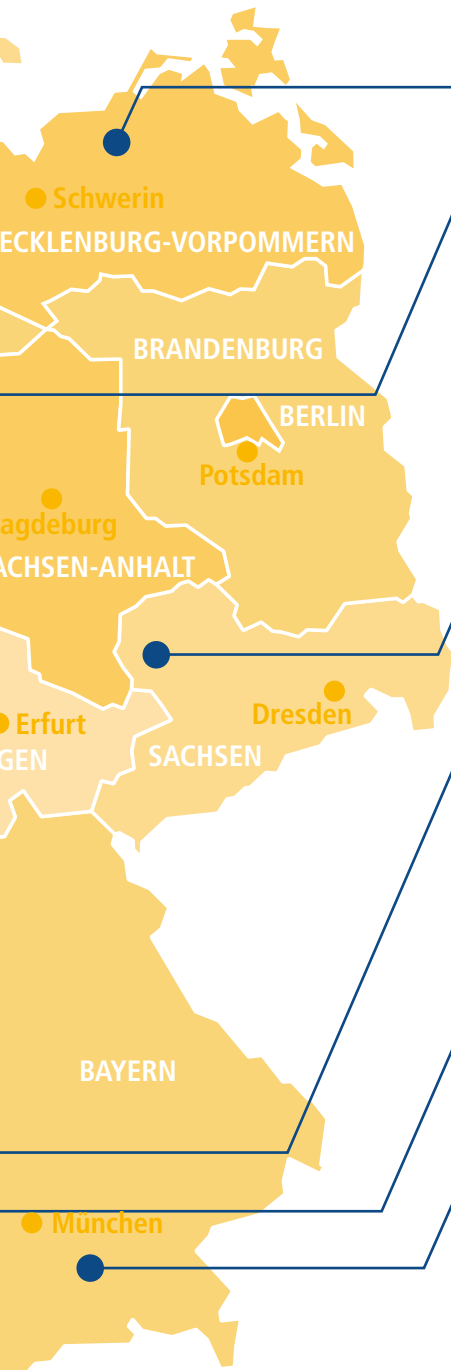 Schwerin
ECKLENBURG-VORPOMMERN
BRANDENBURG
BERLIN
Potsdam
agdeburg
ACHSEN-ANHALT
Dresden
Erfurt
SACHSEN
GEN
BAYERN
München